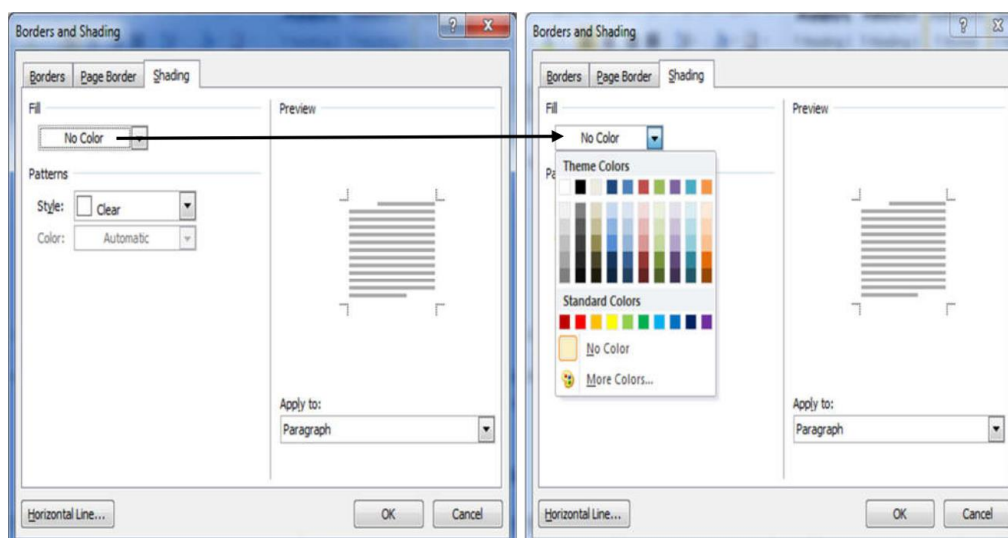 Borders and Shading
Borders Page Border Shading
Fill
No Color
Patterns
Style: Clear
Color: Automatic
Preview
Apply to:
Paragraph
Horizontal Line...
OK Cancel
Borders and Shading
Borders Page Border Shading
Fill
No Color
Pa
Theme Colors
Standard Colors
No Color
More Colors...
Preview
Apply to:
Paragraph
Horizontal Line...
OK Cancel